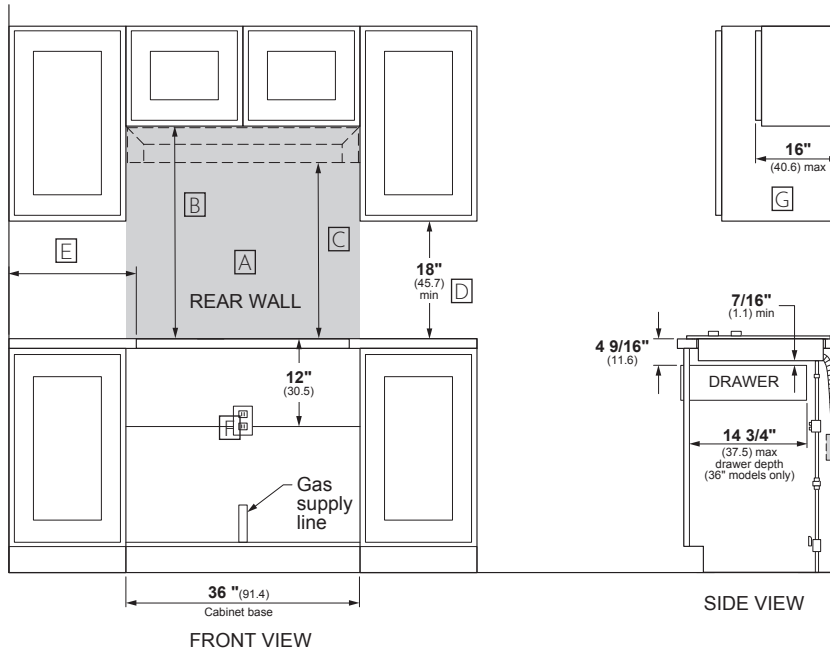 16"
(40.6) max
B
G
E
C
A
18"
(45.7)
min
D
REAR WALL
7/16"
(1.1) min
4 9/16"
(11.6)
12"
(30.5)
DRAWER
F
14 3/4"
(37.5) max
drawer depth
(36" models only)
Gas
supply
line
36 "(91.4)
Cabinet base
SIDE VIEW
FRONT VIEW